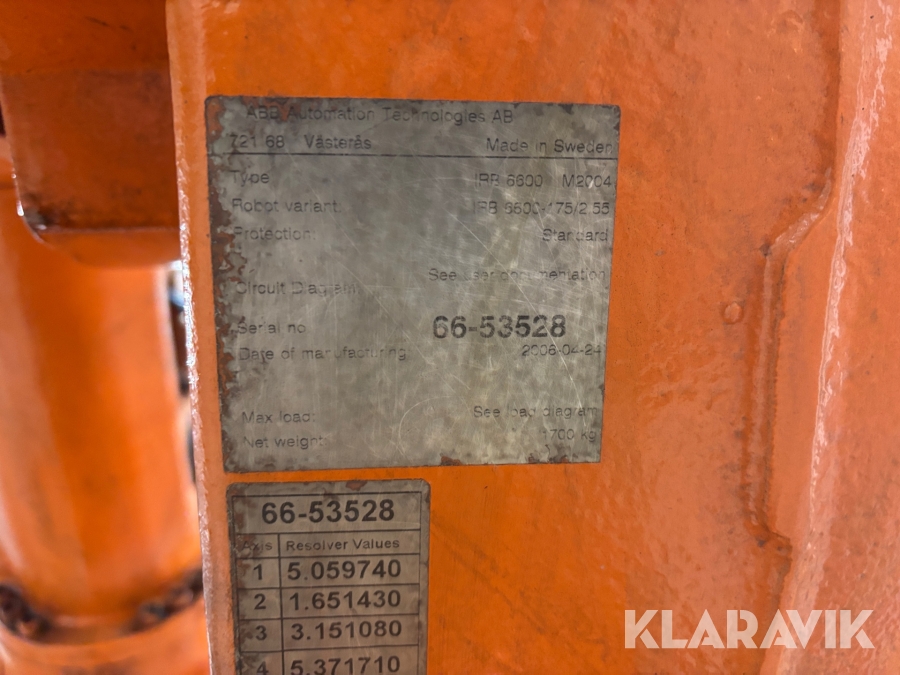 ABB Automation Technologies AB
721 68 Västerås Made in Sweden
Type IRB 6600 M2004
Robot variant: IRB 6600-175/2.55
Protection: Standard
See user documentation
Circuit Diagram:
Serial no 66-53528
Date of manufacturing: 2006-04-24
Max load: See load diagram
Net weight: 1700 kg
66-53528
Axis Resolver Values
1 5.059740
2 1.651430
3 3.151080
4 5.371710
KLARAVIK